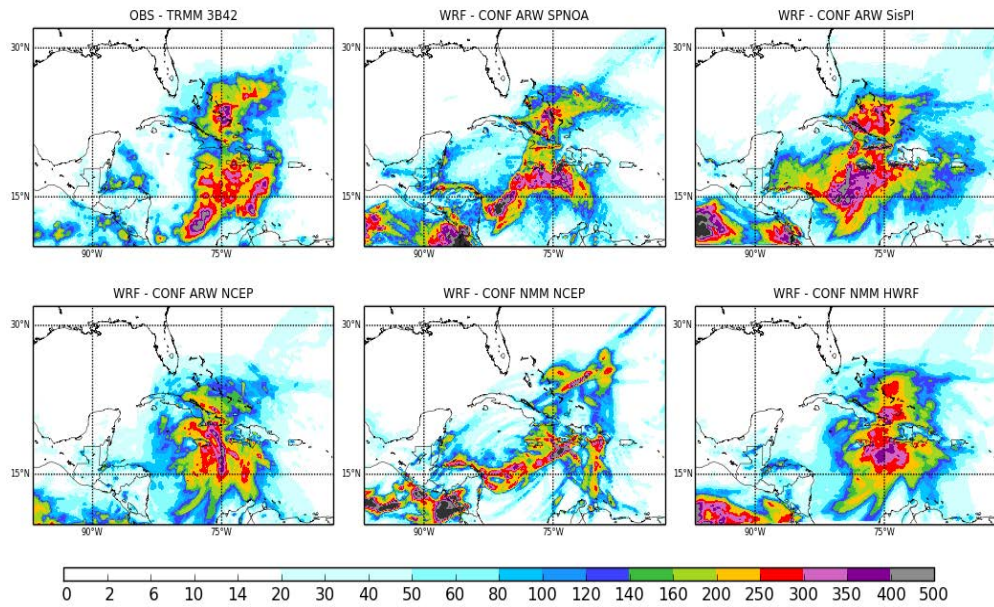 OBS - TRMM 3B42
WRF - CONF ARW SPNOA
WRF - CONF ARW SisPI
30°N
15°N
90°W 75°W
30°N
15°N
90°W 75°W
30°N
15°N
90°W 75°W
WRF - CONF ARW NCEP
WRF - CONF NMM NCEP
WRF - CONF NMM HWRF
30°N
15°N
90°W 75°W
30°N
15°N
90°W 75°W
30°N
15°N
90°W 75°W
0 2 6 10 14 20 30 40 50 60 80 100 120 140 160 200 250 300 350 400 500